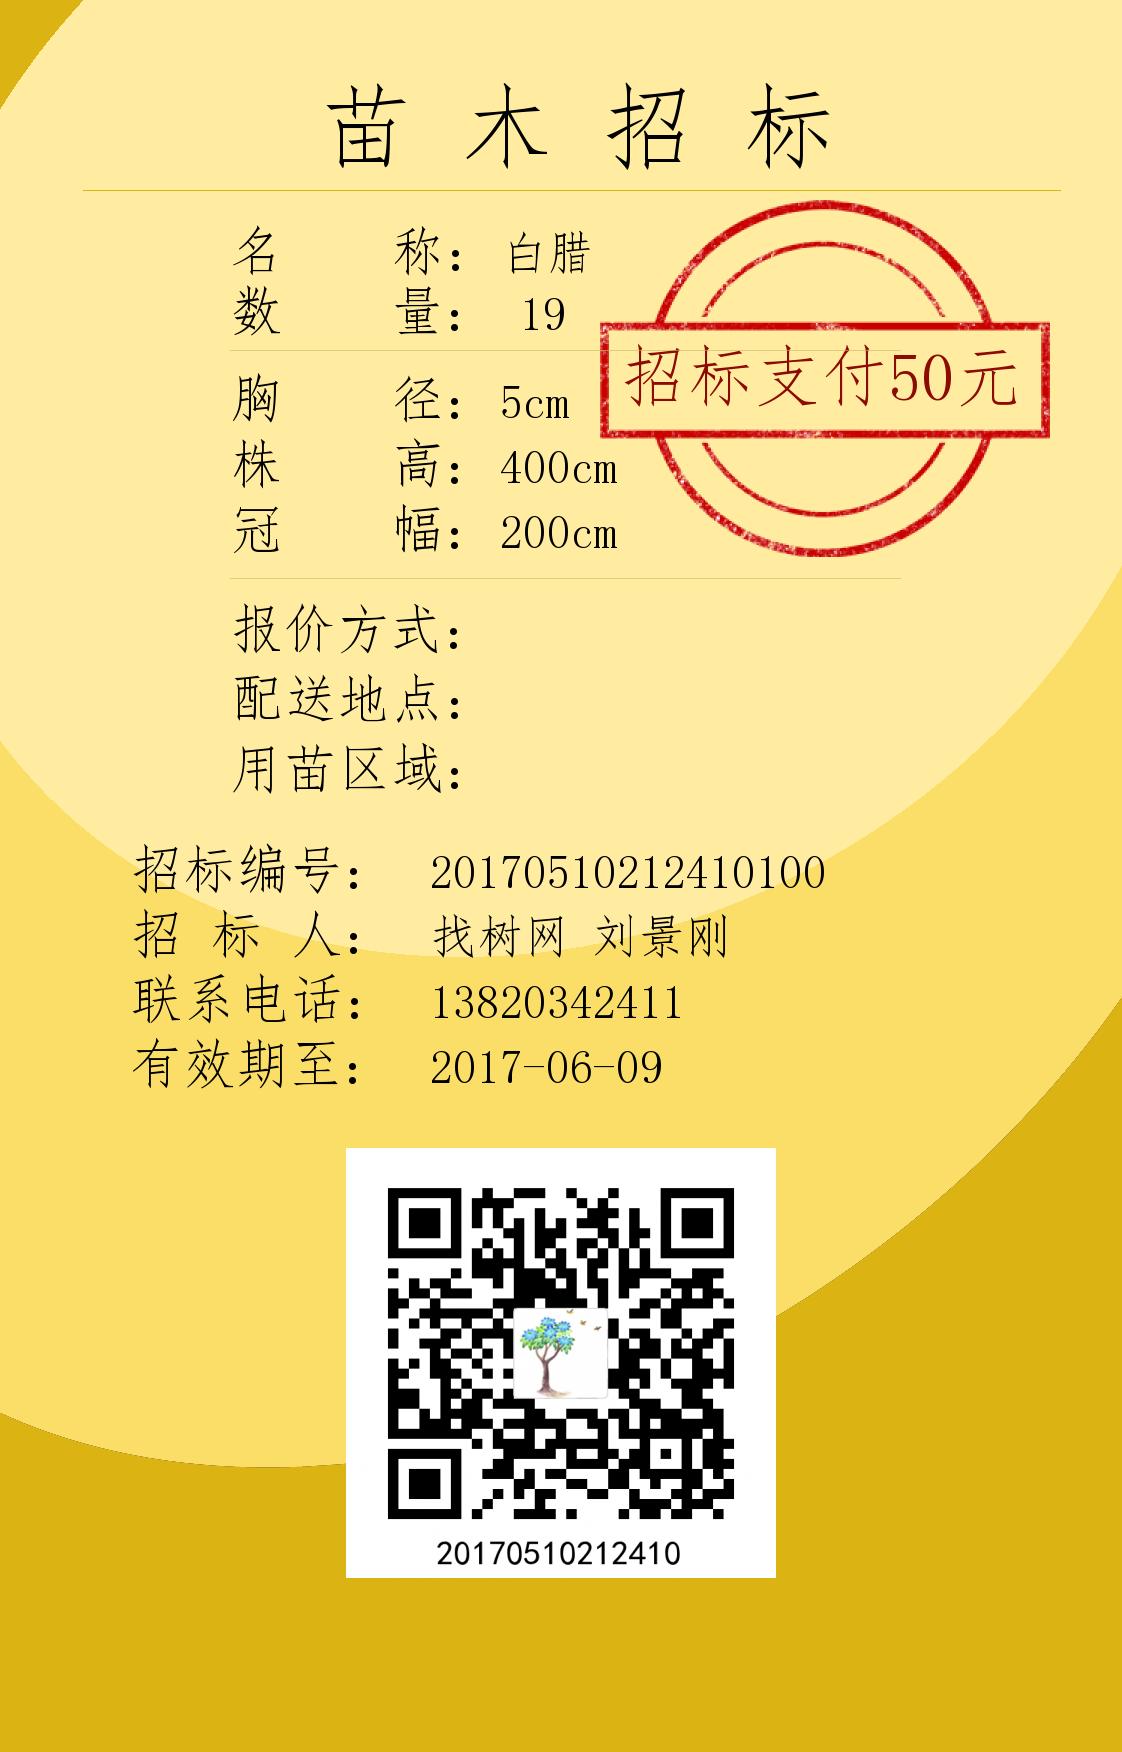 苗木招标
名称：白腊
数量：19
招标支付50元
胸径：5cm
株高：400cm
冠幅：200cm
报价方式：
配送地点：
用苗区域：
招标编号：20170510212410100
招标人：找树网 刘景刚
联系电话：13820342411
有效期至：2017-06-09
20170510212410